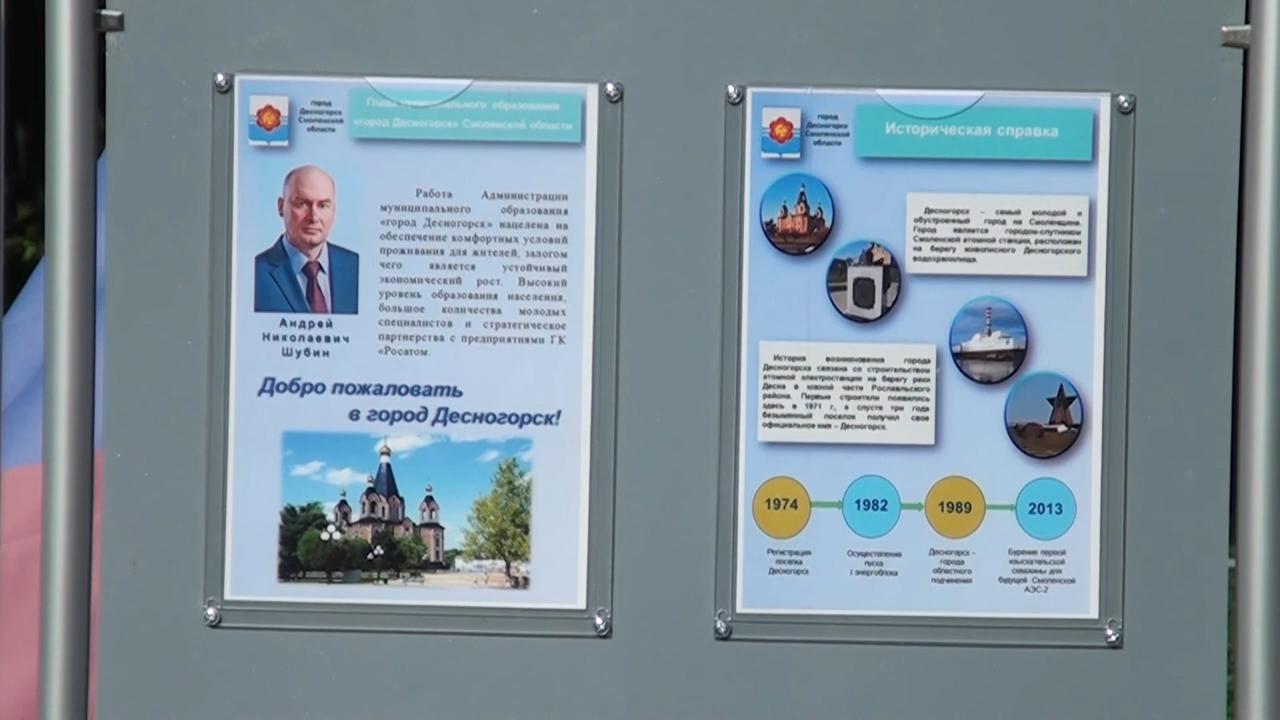 город
Десногорск
Смоленской
области
Глава муниципального образования
«город Десногорск» Смоленской области
Работа Администрации
муниципального образования
«город Десногорск» нацелена на
обеспечение комфортных условий
проживания для жителей, залогом
чего является устойчивый
экономический рост. Высокий
уровень образования населения,
большое количества молодых
специалистов и стратегическое
партнерства с предприятиями ГК
«Росатом.
Андрей
Николаевич
Шубин
Добро пожаловать
в город Десногорск!
город
Десногорск
Смоленской
области
Историческая справка
Десногорск – самый молодой и
обустроенный город на Смоленщине.
Город является городом-спутником
Смоленской атомной станции, расположен
на берегу живописного Десногорского
водохранилища.
История возникновения города
Десногорска связана со строительством
атомной электростанции на берегу реки
Десна в южной части Рославльского
района. Первые строители появились
здесь в 1971 г., а спустя три года
безымянный поселок получил свое
официальное имя – Десногорск.
1974
1982
1989
2013
Регистрация
поселка
Десногорск
Осуществление
пуска
I энергоблока
Десногорск –
города
областного
подчинения
Бурение первой
изыскательской
скважины для
будущей Смоленской
АЭС-2